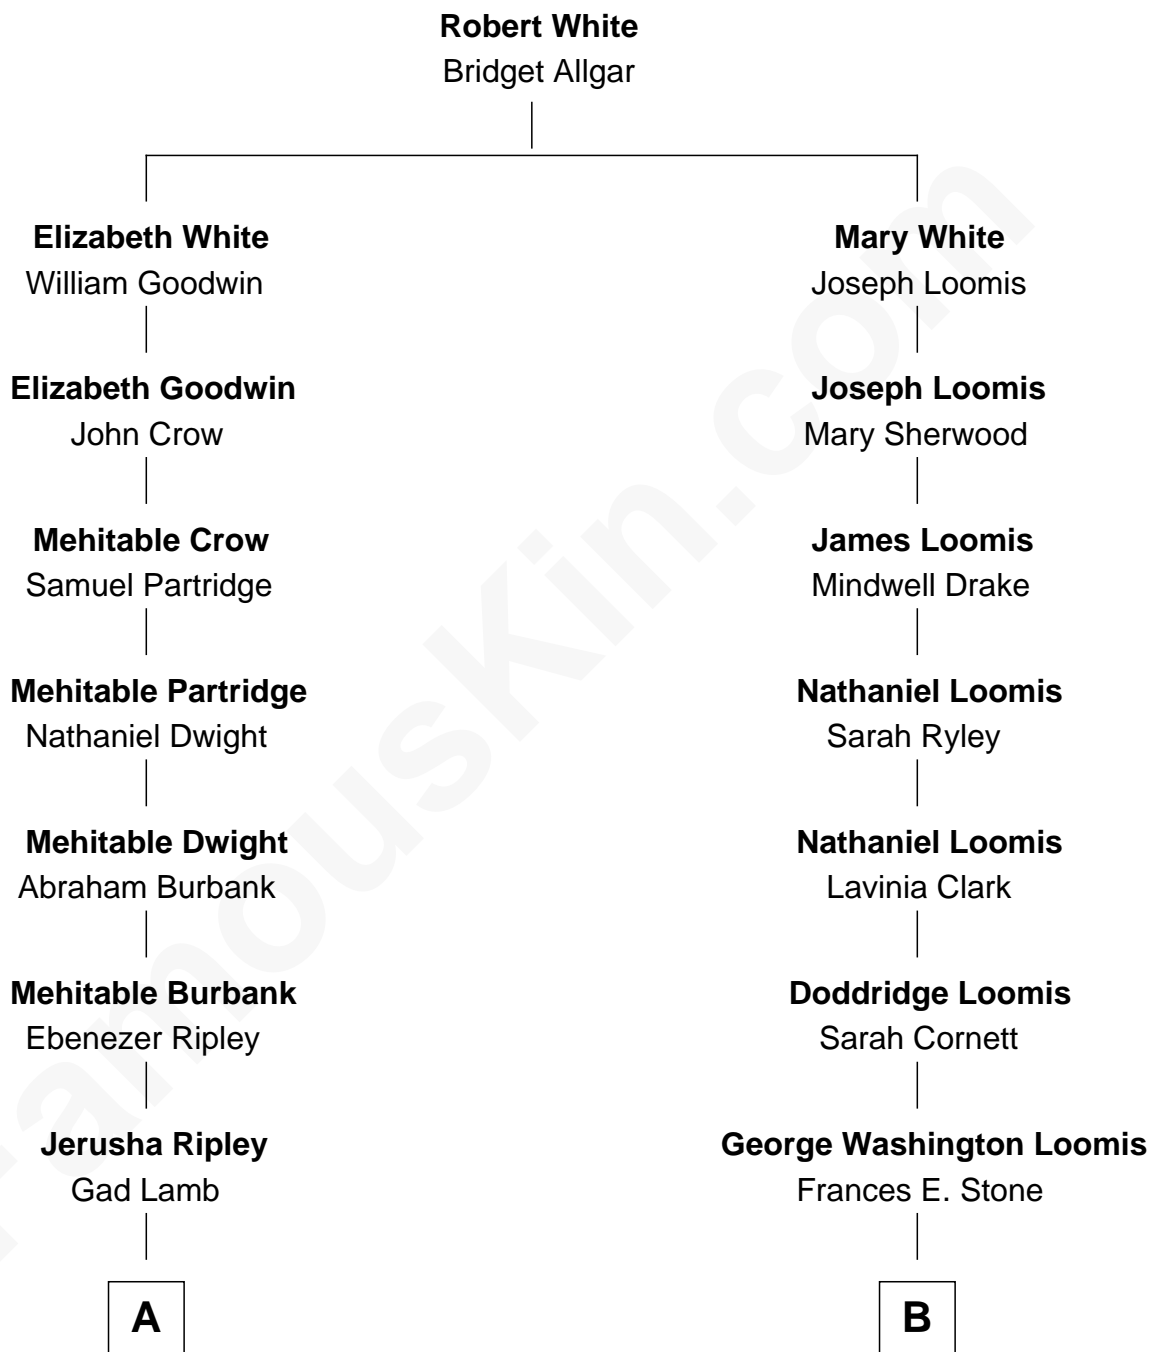 Robert White
Bridget Allgar
Elizabeth White
William Goodwin
Mary White
Joseph Loomis
Elizabeth Goodwin
John Crow
Joseph Loomis
Mary Sherwood
Mehitable Crow
Samuel Partridge
James Loomis
Mindwell Drake
Mehitable Partridge
Nathaniel Dwight
Nathaniel Loomis
Sarah Ryley
Mehitable Dwight
Abraham Burbank
Nathaniel Loomis
Lavinia Clark
Mehitable Burbank
Ebenezer Ripley
Doddridge Loomis
Sarah Cornett
Jerusha Ripley
Gad Lamb
George Washington Loomis
Frances E. Stone
A
B
FamousKin.com